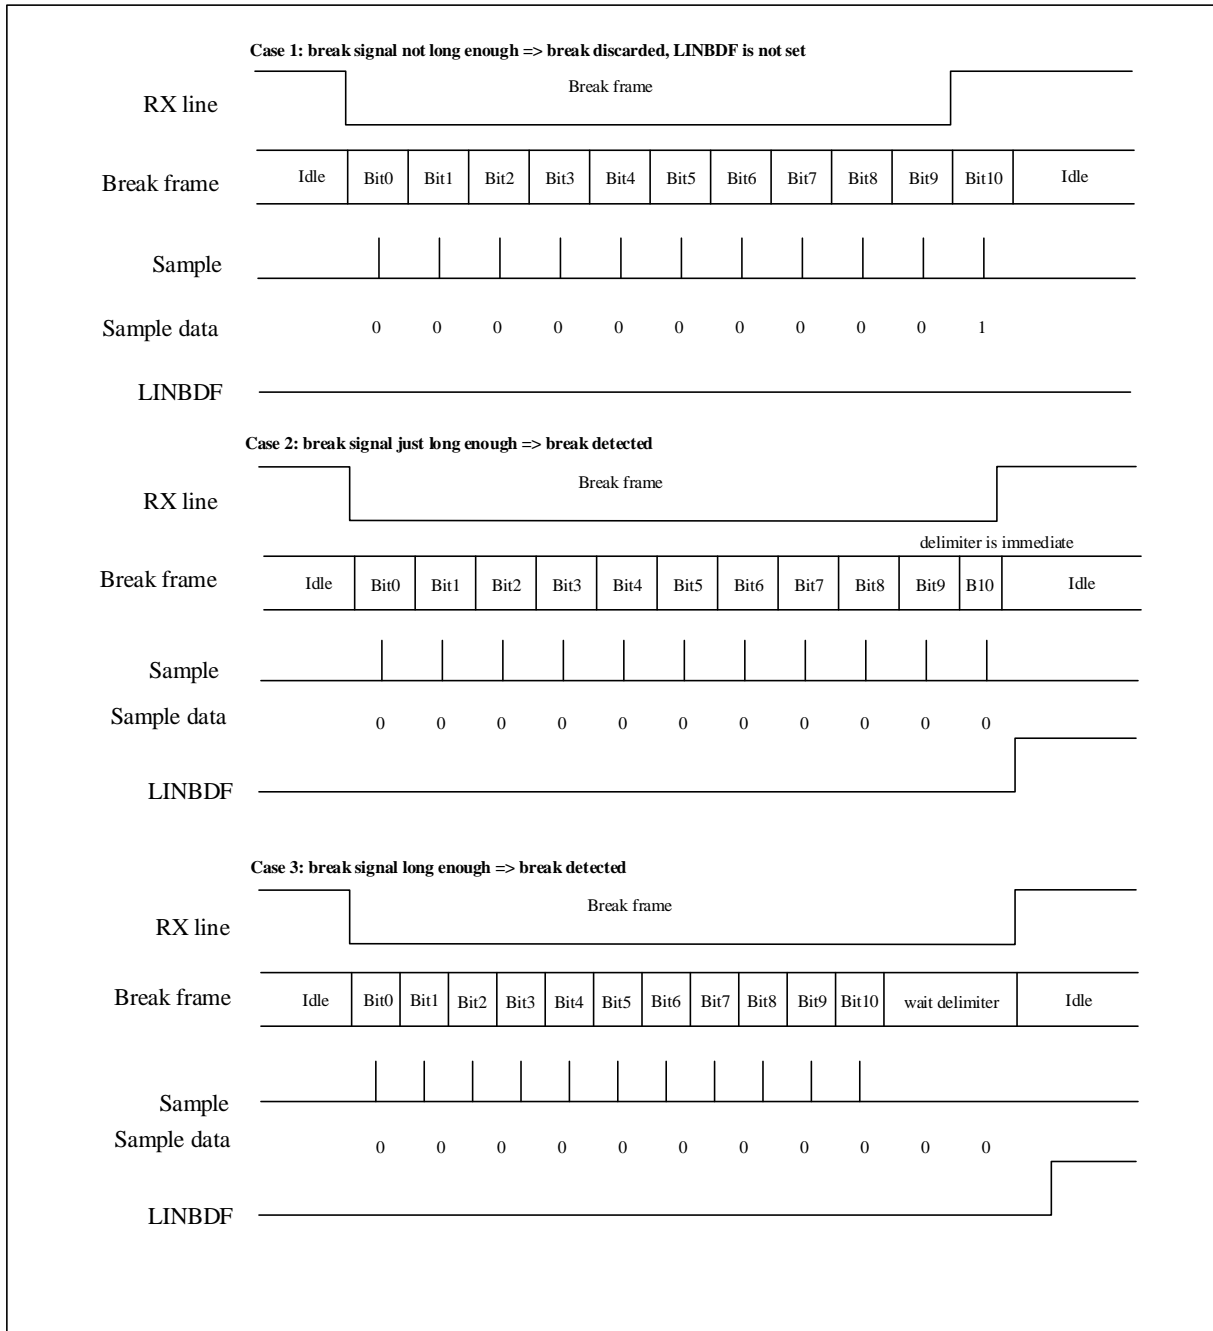 Case 1: break signal not long enough => break discarded, LINBDF is not set
RX line
Break frame
Break frame
Idle Bit0 Bit1 Bit2 Bit3 Bit4 Bit5 Bit6 Bit7 Bit8 Bit9 Bit10 Idle
Sample
Sample data
0 0 0 0 0 0 0 0 0 0 1
LINBDF
Case 2: break signal just long enough => break detected
RX line
Break frame
delimiter is immediate
Break frame
Idle Bit0 Bit1 Bit2 Bit3 Bit4 Bit5 Bit6 Bit7 Bit8 Bit9 B10 Idle
Sample
Sample data
0 0 0 0 0 0 0 0 0 0 0
LINBDF
Case 3: break signal long enough => break detected
RX line
Break frame
Break frame
Idle Bit0 Bit1 Bit2 Bit3 Bit4 Bit5 Bit6 Bit7 Bit8 Bit9 Bit10 wait delimiter Idle
Sample
Sample data
0 0 0 0 0 0 0 0 0 0 0
LINBDF